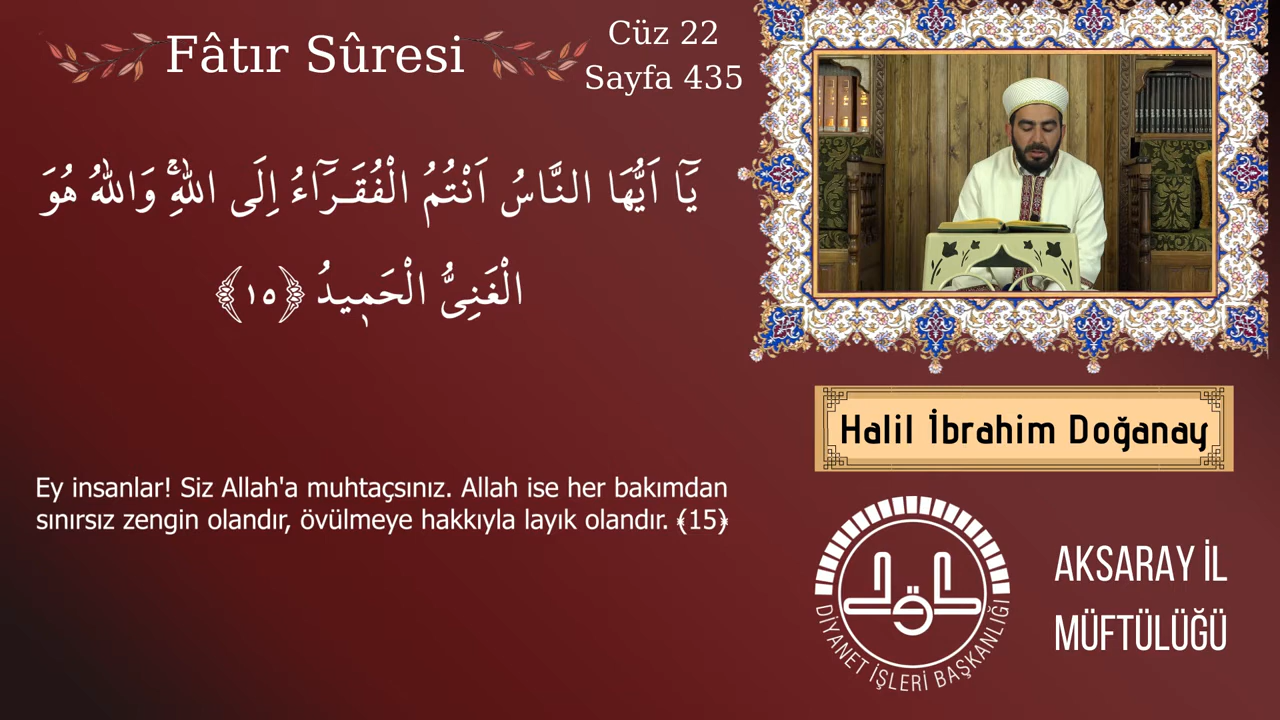 Fâtır Sûresi
Cüz 22
Sayfa 435
يَٓا اَيُّهَا النَّاسُ اَنْتُمُ الْفُقَـرَٓاءُ اِلَى اللّٰهِۚ وَاللّٰهُ هُوَ
الْغَنِىُّ الْحَم۪يدُ ﴿١٥﴾
Ey insanlar! Siz Allah'a muhtaçsınız. Allah ise her bakımdan
sınırsız zengin olandır, övülmeye hakkıyla layık olandır. ﴾15﴿
Halil İbrahim Doğanay
DİYANET İŞLERİ BAŞKANLIĞI
AKSARAY İL
MÜFTÜLÜĞÜ